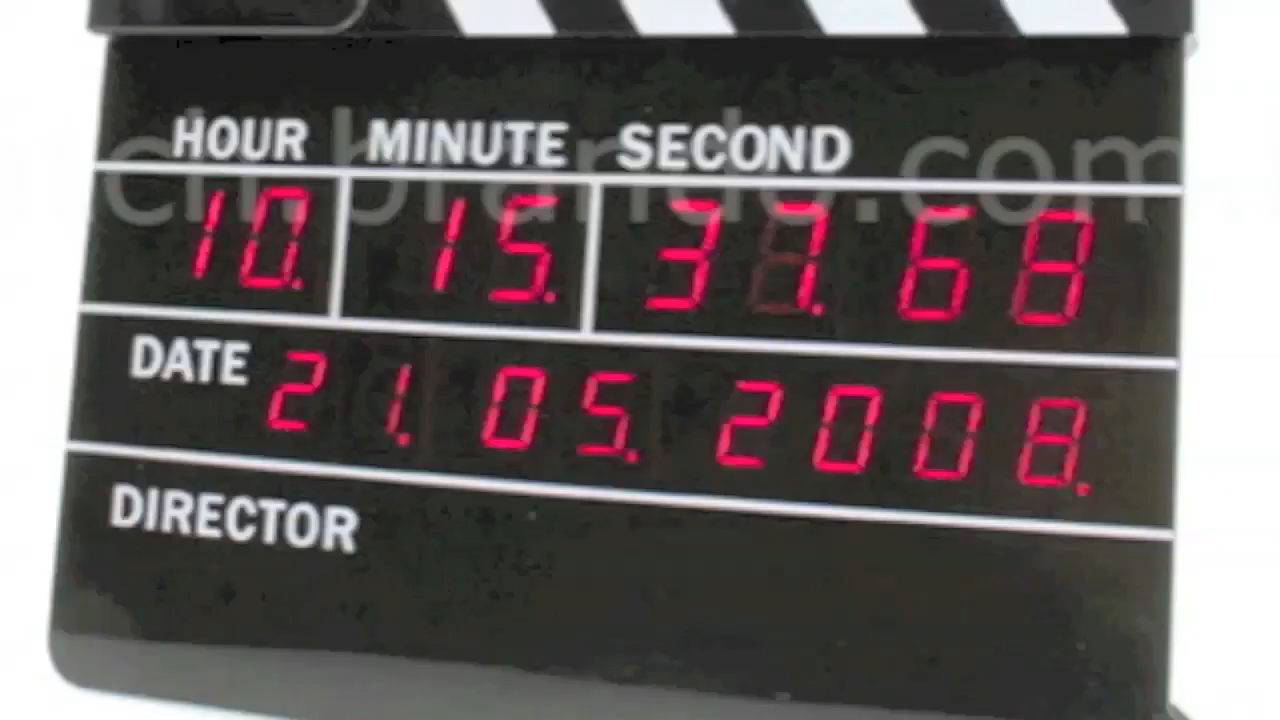 HOUR MINUTE SECOND
10. 15. 37. 68
DATE 21. 05. 2008.
DIRECTOR